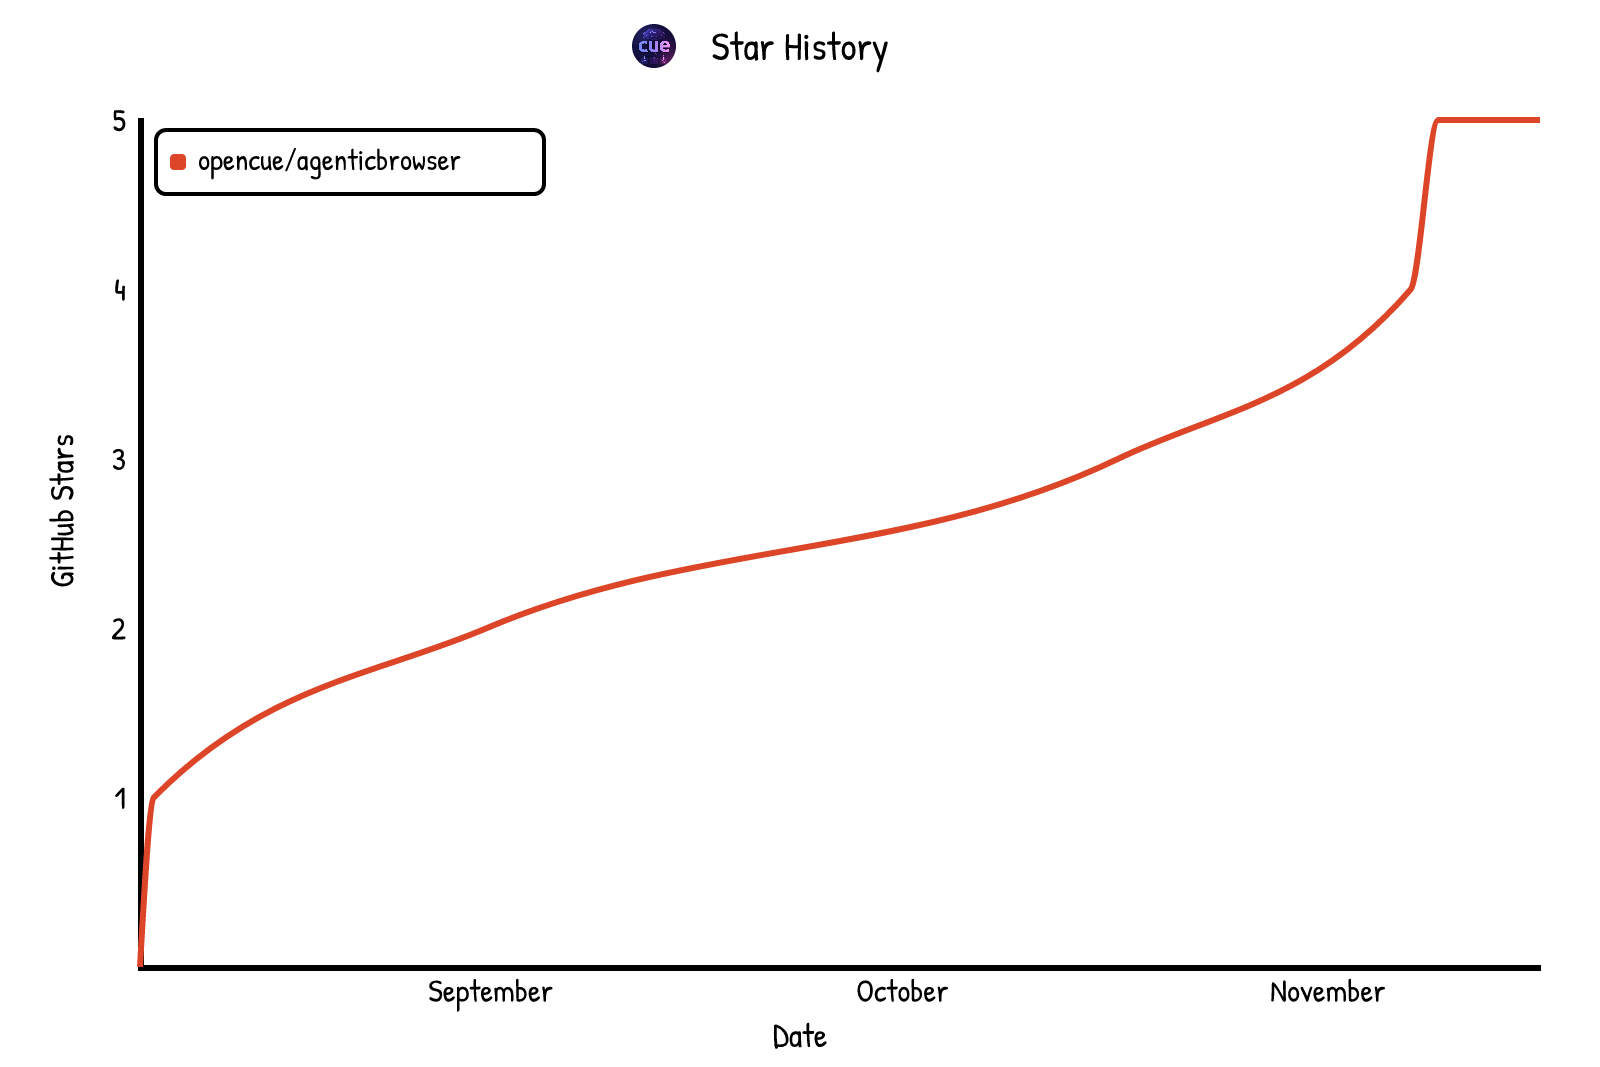 cue
Star History
opencue/agenticbrowser
5
4
3
2
1
GitHub Stars
September
October
November
Date